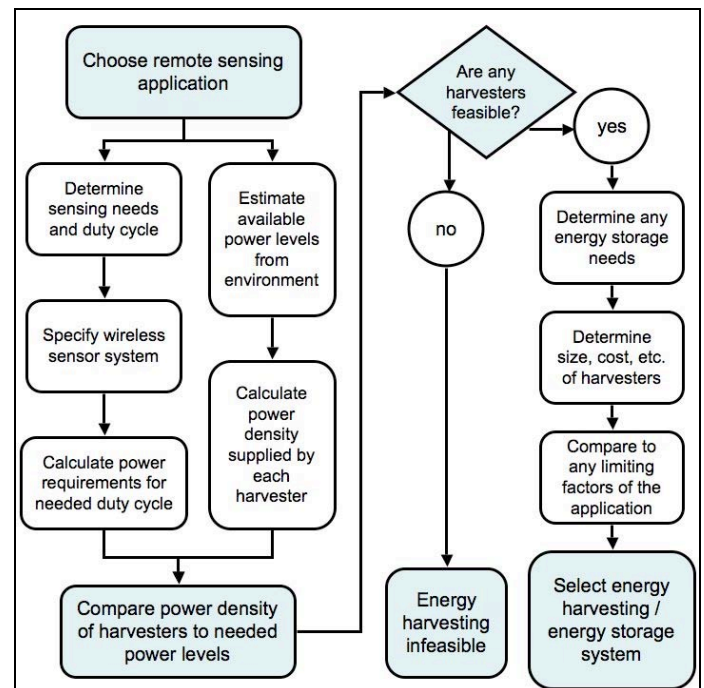 Choose remote sensing
application
Determine
sensing needs
and duty cycle
Specify wireless
sensor system
Calculate power
requirements for
needed duty cycle
Estimate
available
power levels
from
environment
Calculate
power
density
supplied by
each
harvester
Compare power density
of harvesters to needed
power levels
Are any
harvesters
feasible?
no
Energy
harvesting
infeasible
yes
Determine any
energy storage
needs
Determine
size, cost, etc.
of harvesters
Compare to
any limiting
factors of the
application
Select energy
harvesting /
energy storage
system